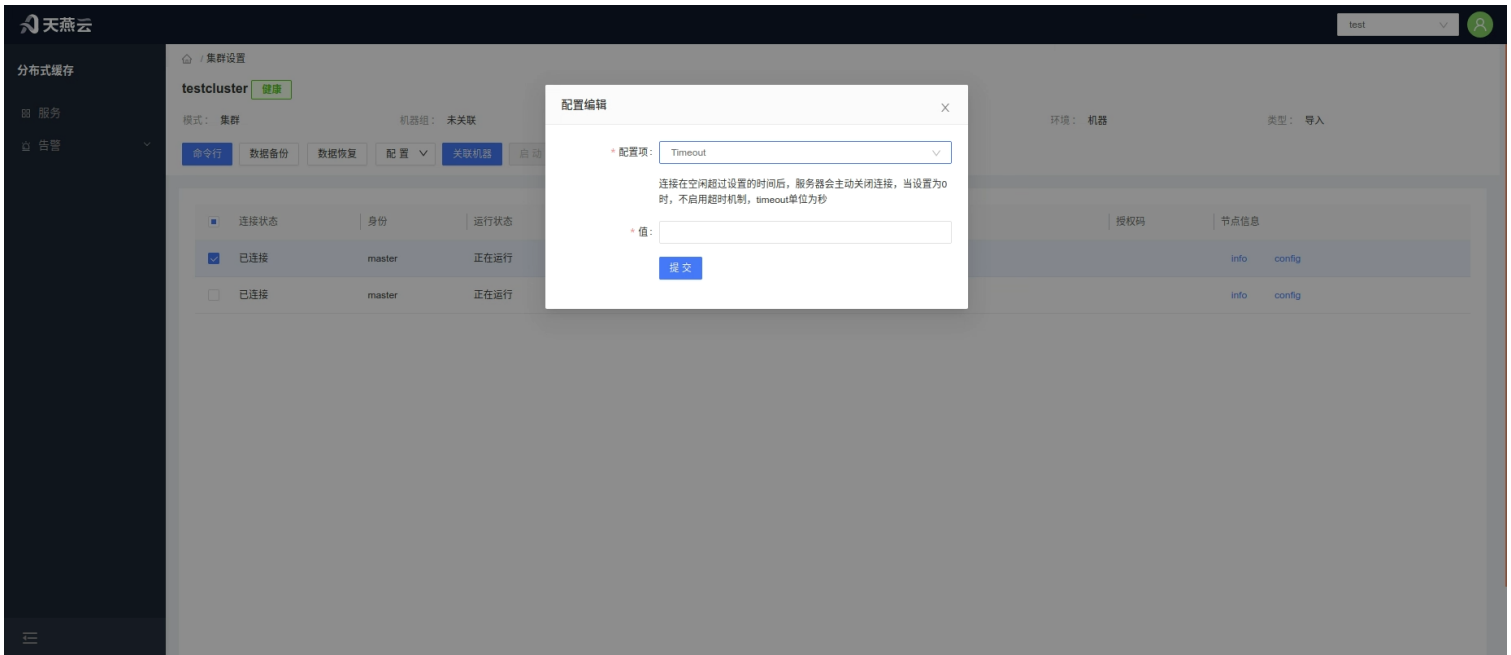 天燕云
test
分布式缓存
服务
告警
/ 集群设置
testcluster 健康
模式： 集群 机器组： 未关联 环境： 机器 类型： 导入
命令行 数据备份 数据恢复 配 置 关联机器 启 动
连接状态 身份 运行状态 授权码 节点信息
已连接 master 正在运行 info config
已连接 master 正在运行 info config
配置编辑
* 配置项： Timeout
连接在空闲超过设置的时间后，服务器会主动关闭连接，当设置为0
时，不启用超时机制，timeout单位为秒
* 值：
提 交